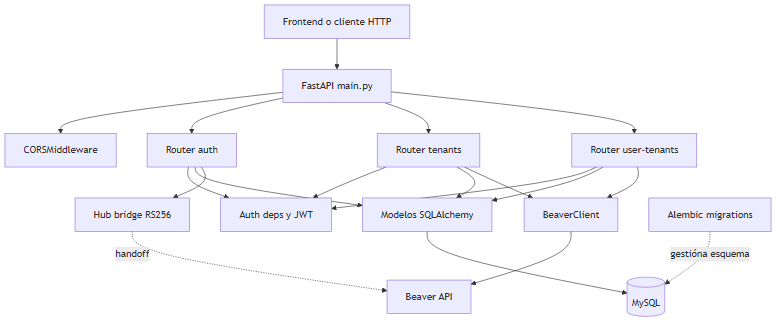 Frontend o cliente HTTP
FastAPI main.py
CORSMiddleware
Router auth
Router tenants
Router user-tenants
Hub bridge RS256
Auth deps y JWT
Modelos SQLAlchemy
BeaverClient
Alembic migrations
handoff
gestióna esquema
Beaver API
MySQL